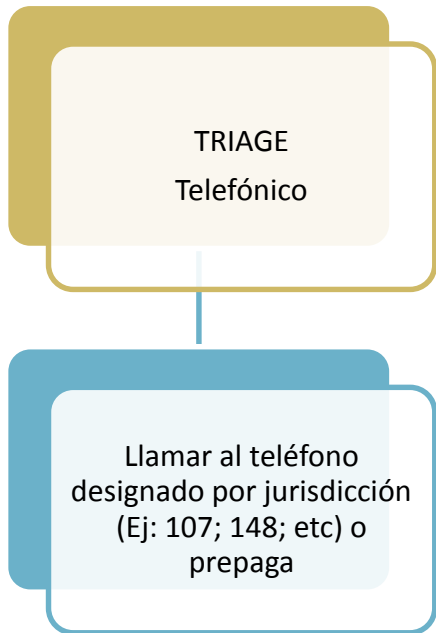 TRIAGE
Telefónico
Llamar al teléfono
designado por jurisdicción
(Ej: 107; 148; etc) o
prepaga